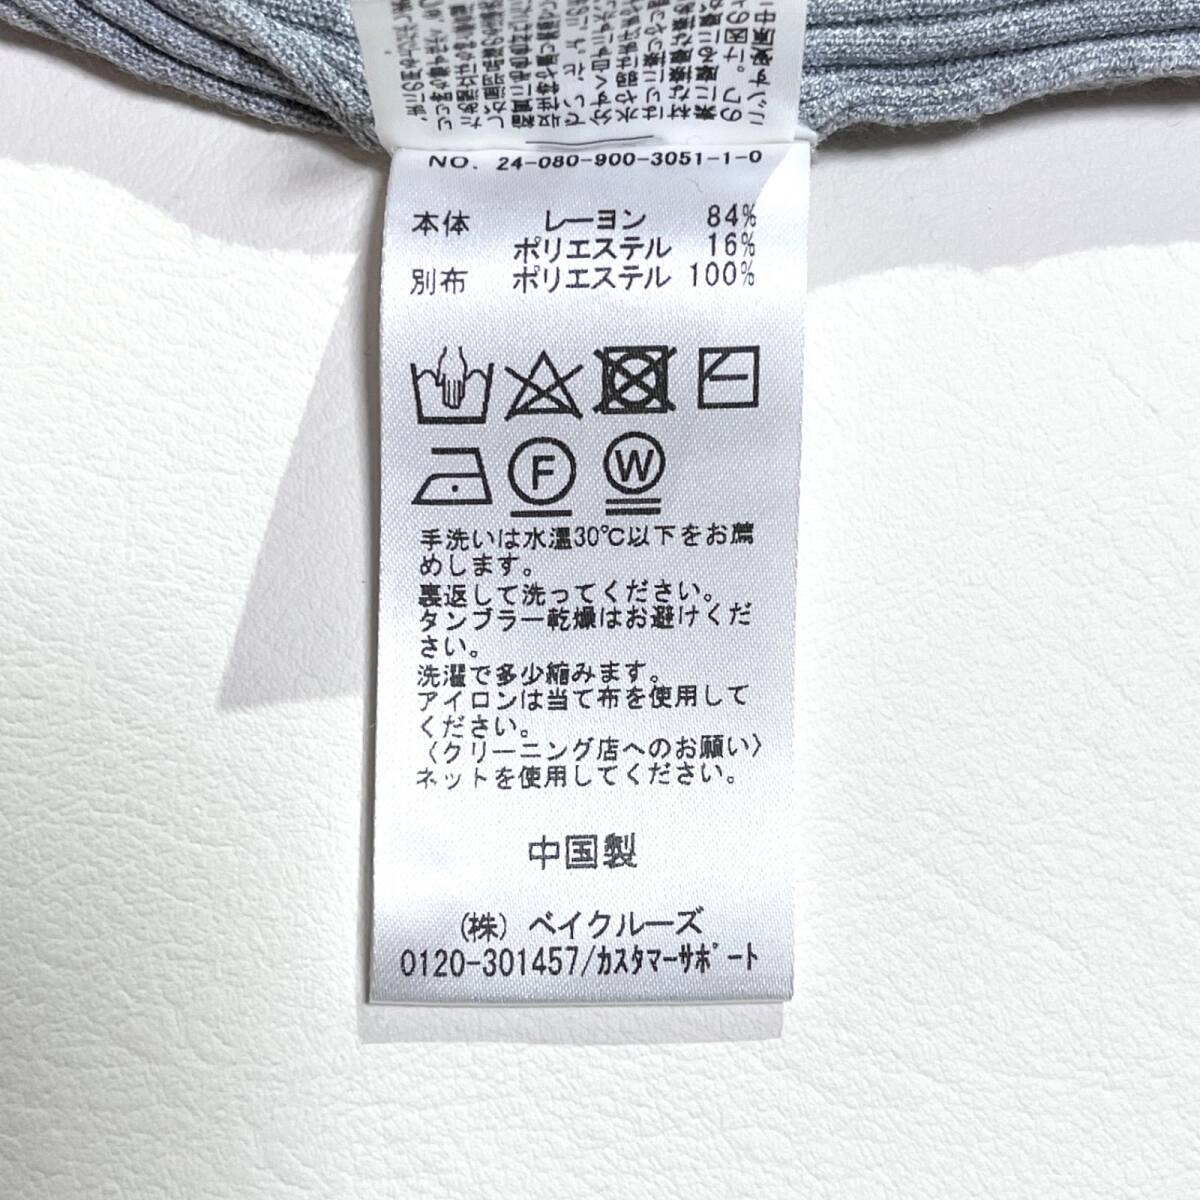 NO. 24-080-900-3051-1-0
本体 レーヨン 84%
ポリエステル 16%
別布 ポリエステル 100%
F W
手洗いは水温30℃以下をお薦
めします。
裏返して洗ってください。
タンブラー乾燥はお避けくだ
さい。
洗濯で多少縮みます。
アイロンは当て布を使用して
ください。
〈クリーニング店へのお願い〉
ネットを使用してください。
中国製
(株) ベイクルーズ
0120-301457/カスタマーサポート